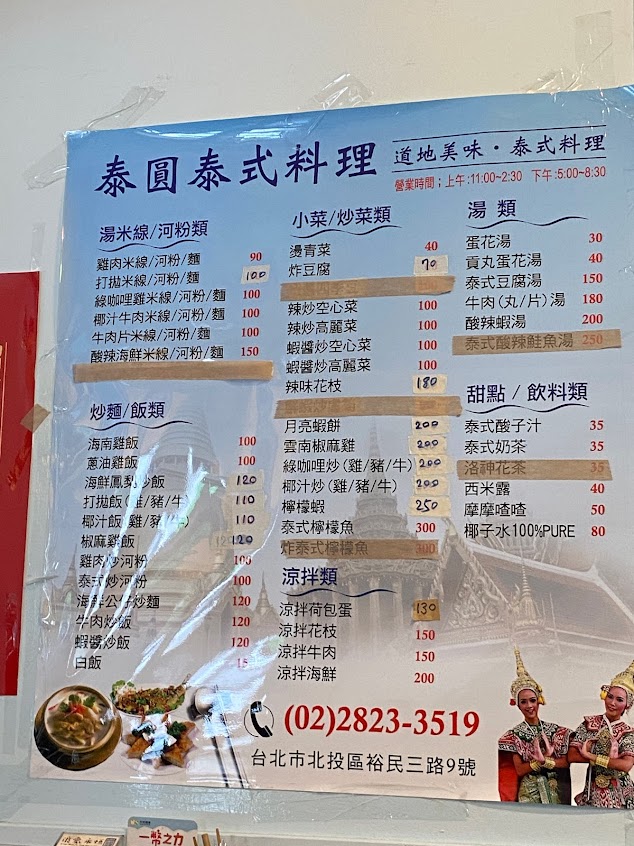 泰圓泰式料理
道地美味・泰式料理
營業時間；上午:11:00~2:30 下午:5:00~8:30
湯米線/河粉類
雞肉米線/河粉/麵 90
打拋米線/河粉/麵 100
綠咖哩雞米線/河粉/麵 100
椰汁牛肉米線/河粉/麵 100
牛肉片米線/河粉/麵 100
酸辣海鮮米線/河粉/麵 150
炒麵/飯類
海南雞飯 100
蔥油雞飯 100
海鮮鳳梨炒飯 120
打拋飯(雞/豬/牛) 110
椰汁飯(雞/豬/牛) 110
椒麻雞飯 120
雞肉炒河粉 100
泰式炒河粉 100
海鮮公仔炒麵 120
牛肉炒飯 120
蝦醬炒飯 120
白飯 15
小菜/炒菜類
燙青菜 40
炸豆腐 70
辣炒空心菜 100
辣炒高麗菜 100
蝦醬炒空心菜 100
蝦醬炒高麗菜 100
辣味花枝 180
月亮蝦餅 200
雲南椒麻雞 200
綠咖哩炒(雞/豬/牛) 200
椰汁炒(雞/豬/牛) 200
檸檬蝦 250
泰式檸檬魚 300
炸泰式檸檬魚 300
涼拌類
涼拌荷包蛋 130
涼拌花枝 150
涼拌牛肉 150
涼拌海鮮 200
湯 類
蛋花湯 30
貢丸蛋花湯 40
泰式豆腐湯 150
牛肉(丸/片)湯 180
酸辣蝦湯 200
泰式酸辣鮭魚湯 250
甜點 / 飲料類
泰式酸子汁 35
泰式奶茶 35
洛神花茶 35
西米露 40
摩摩喳喳 50
椰子水100%PURE 80
(02)2823-3519
台北市北投區裕民三路9號
一幣之力